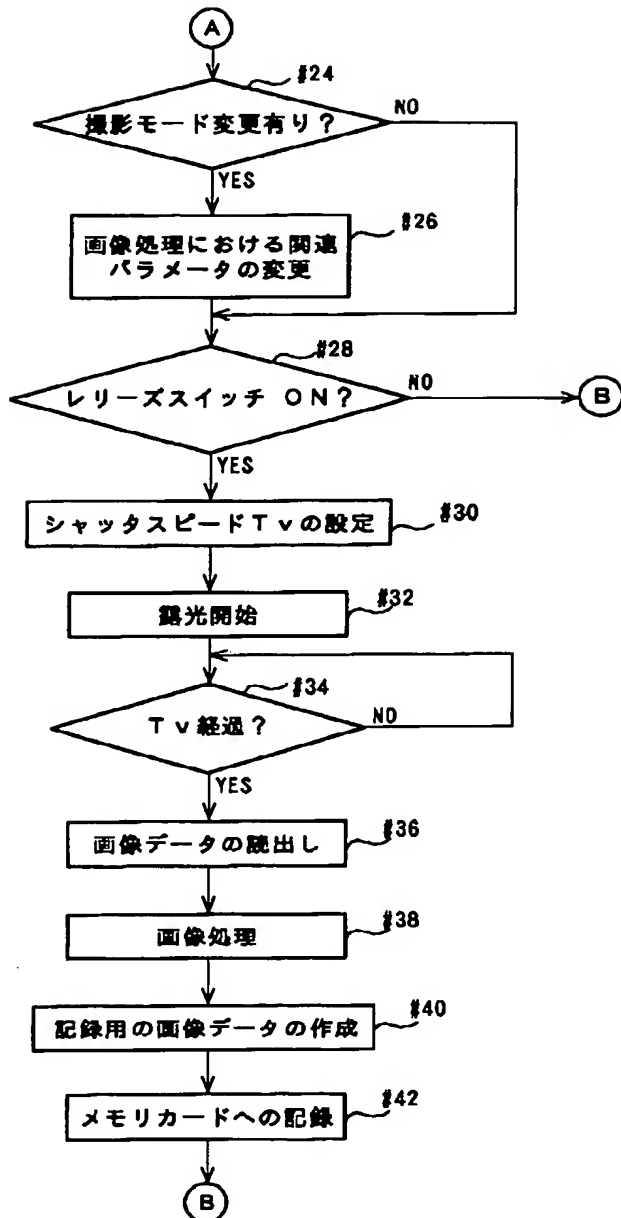 A
#24
撮影モード変更有り？
NO
YES
#26
画像処理における関連
パラメータの変更
#28
レリーズスイッチ ON？
NO
B
YES
#30
シャッタスピードTvの設定
#32
露光開始
#34
Tv経過？
NO
YES
#36
画像データの読出し
#38
画像処理
#40
記録用の画像データの作成
#42
メモリカードへの記録
B